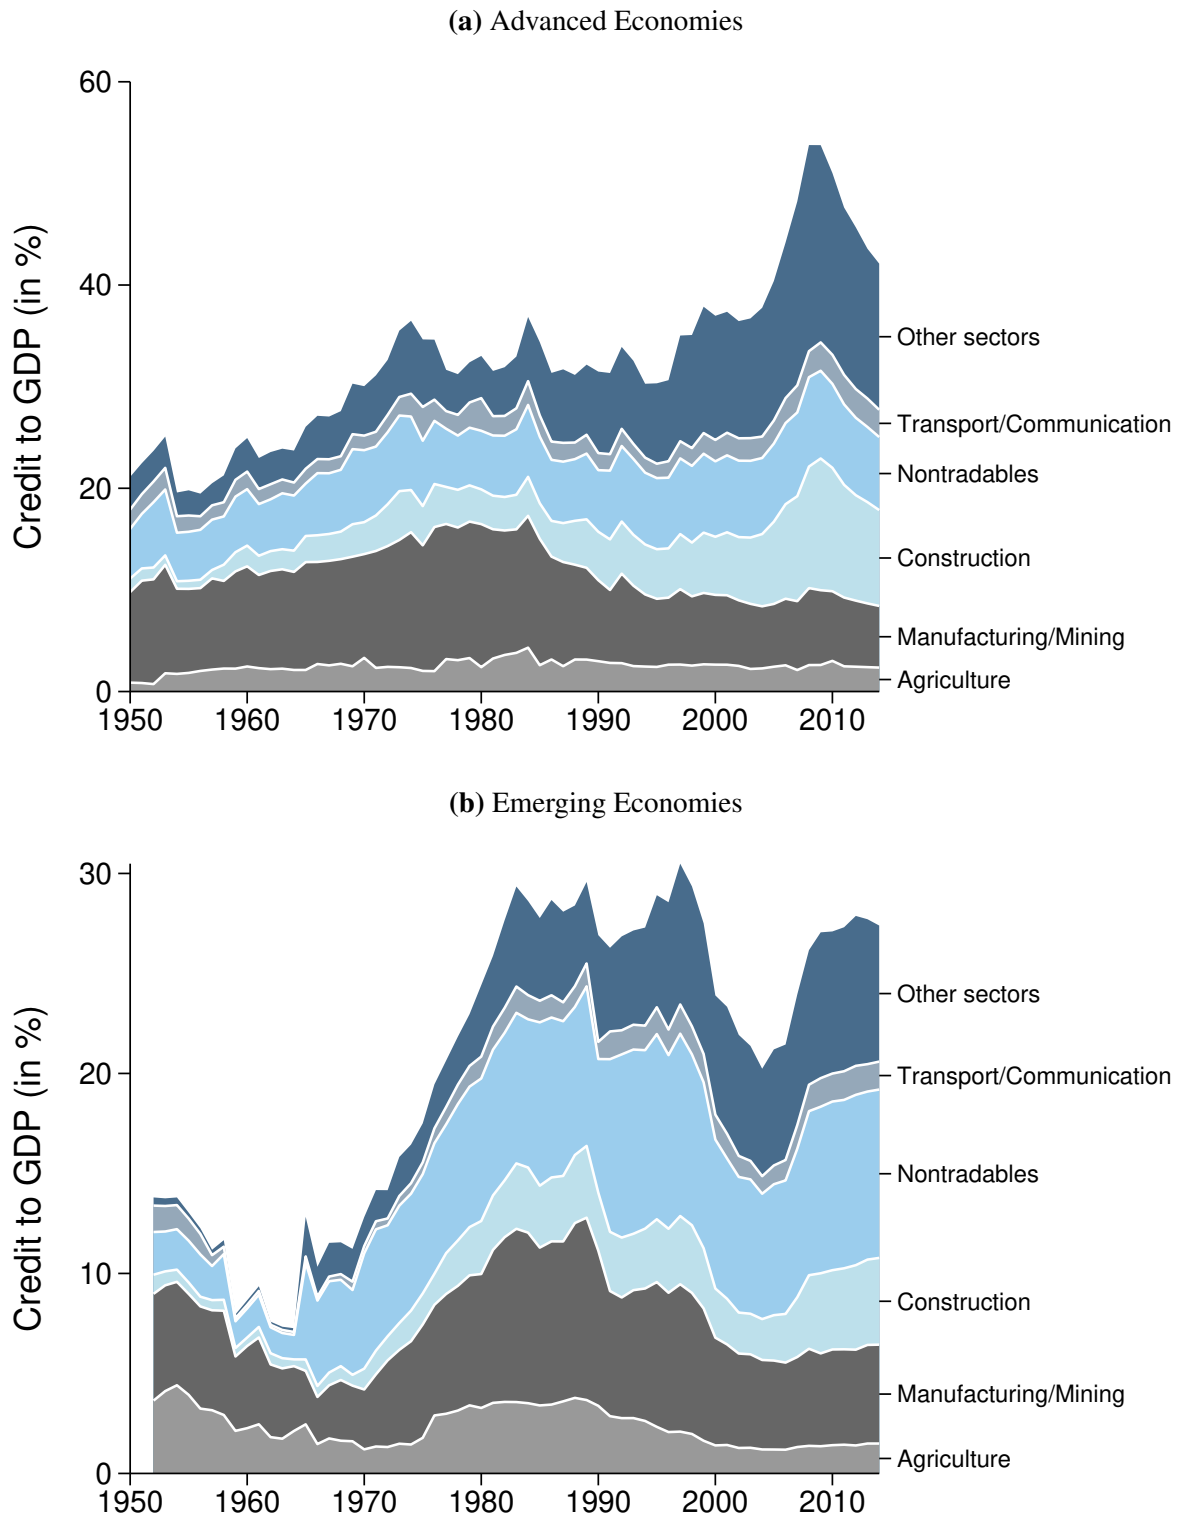 (a) Advanced Economies
Credit to GDP (in %)
60
40
20
0
1950 1960 1970 1980 1990 2000 2010
Other sectors
Transport/Communication
Nontradables
Construction
Manufacturing/Mining
Agriculture
(b) Emerging Economies
Credit to GDP (in %)
30
20
10
0
1950 1960 1970 1980 1990 2000 2010
Other sectors
Transport/Communication
Nontradables
Construction
Manufacturing/Mining
Agriculture